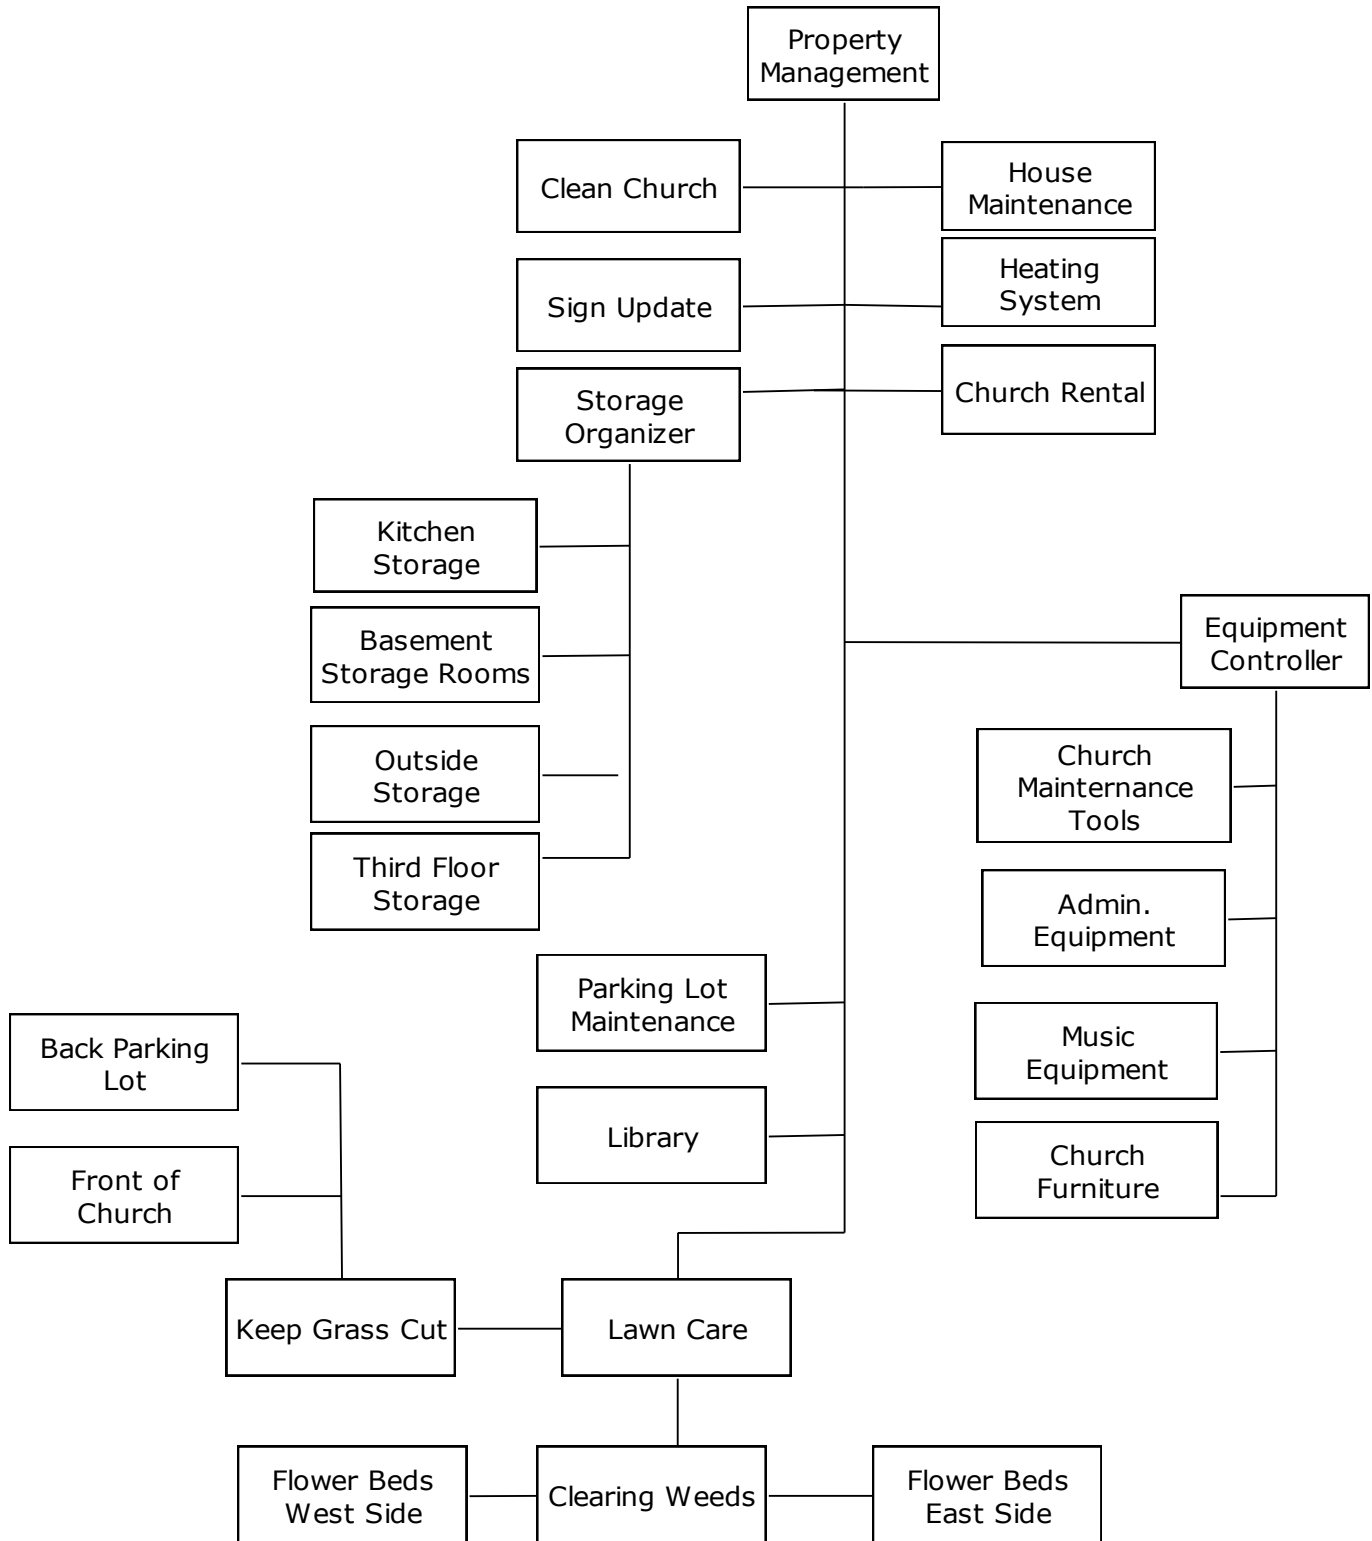 Property
Management
Clean Church
House
Maintenance
Sign Update
Heating
System
Storage
Organizer
Church Rental
Kitchen
Storage
Basement
Storage Rooms
Outside
Storage
Third Floor
Storage
Equipment
Controller
Church
Mainternance
Tools
Admin.
Equipment
Music
Equipment
Church
Furniture
Parking Lot
Maintenance
Library
Back Parking
Lot
Front of
Church
Keep Grass Cut
Lawn Care
Flower Beds
West Side
Clearing Weeds
Flower Beds
East Side